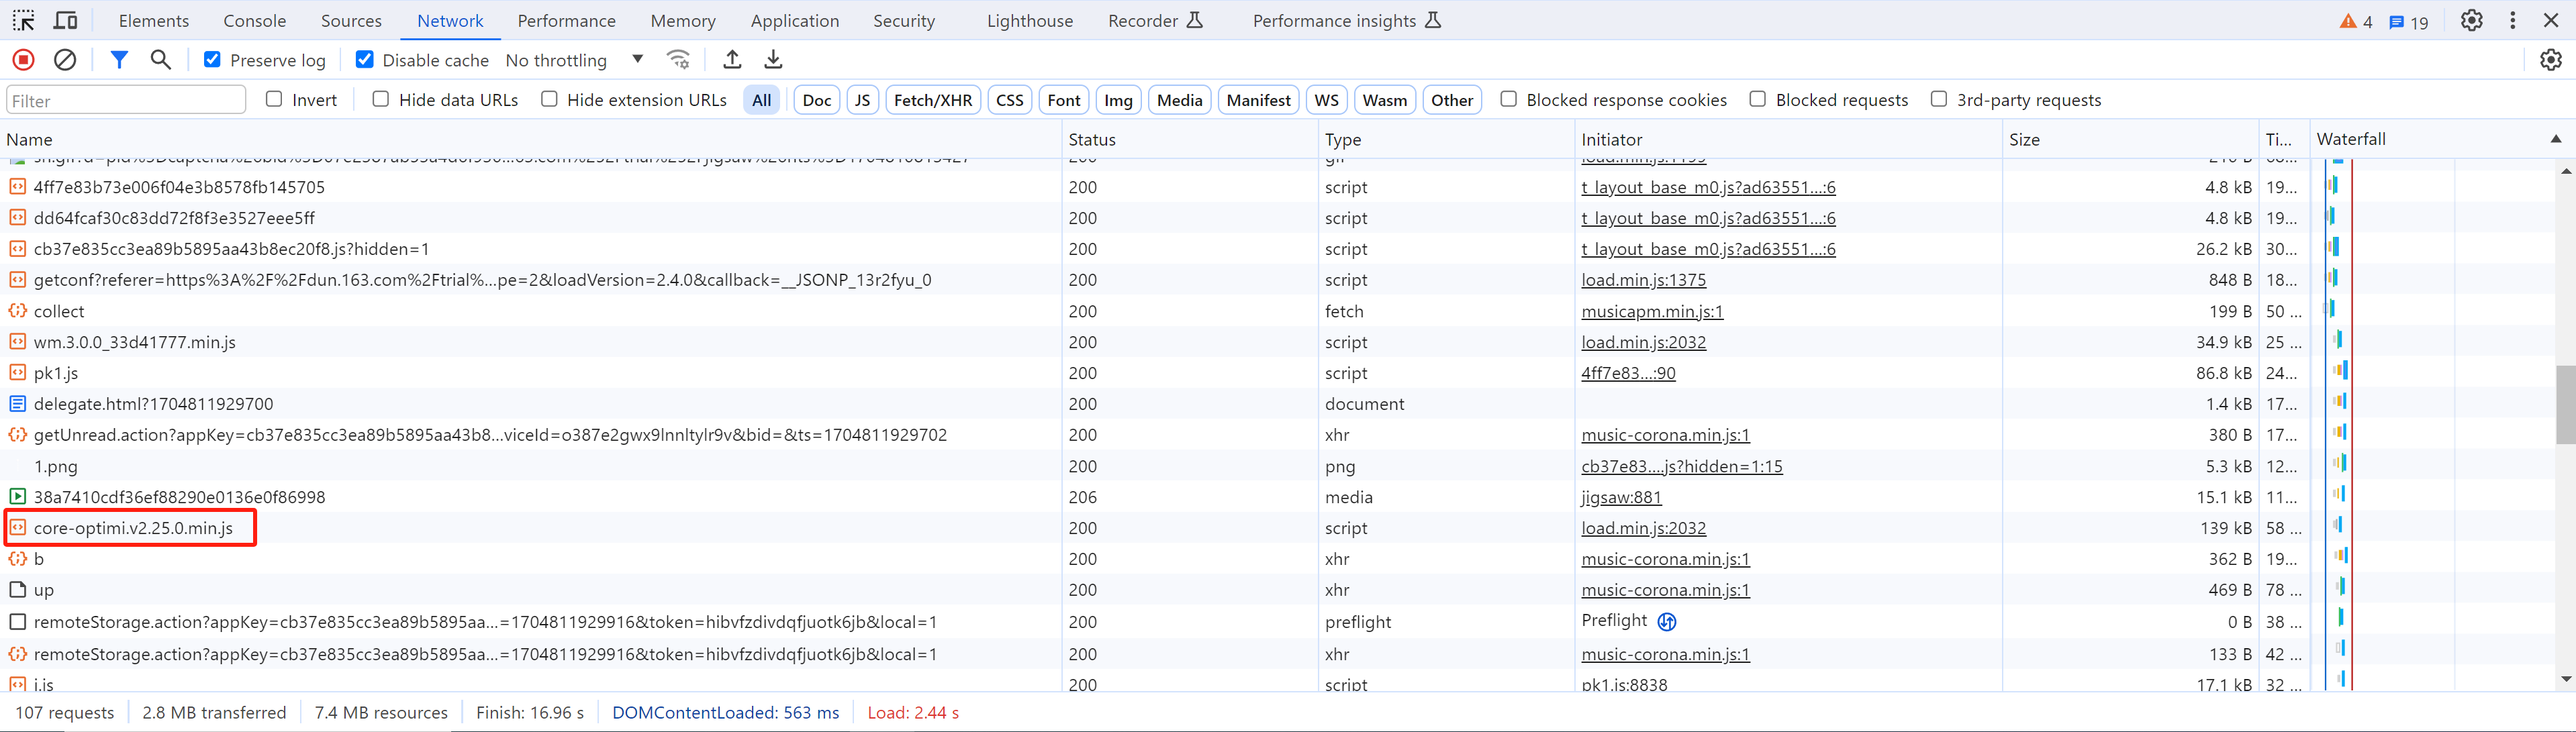 Elements Console Sources Network Performance Memory Application Security Lighthouse Recorder Performance insights 4 19
Preserve log Disable cache No throttling
Filter Invert Hide data URLs Hide extension URLs All Doc JS Fetch/XHR CSS Font Img Media Manifest WS Wasm Other Blocked response cookies Blocked requests 3rd-party requests
Name Status Type Initiator Size Ti... Waterfall
4ff7e83b73e006f04e3b8578fb145705 200 script t_layout_base_m0.js?ad63551...:6 4.8 kB 19...
dd64fcaf30c83dd72f8f3e3527eee5ff 200 script t_layout_base_m0.js?ad63551...:6 4.8 kB 19...
cb37e835cc3ea89b5895aa43b8ec20f8.js?hidden=1 200 script t_layout_base_m0.js?ad63551...:6 26.2 kB 30...
getconf?referer=https%3A%2F%2Fdun.163.com%2Ftrial%...pe=2&loadVersion=2.4.0&callback=__JSONP_13r2fyu_0 200 script load.min.js:1375 848 B 18...
collect 200 fetch musicapm.min.js:1 199 B 50 ...
wm.3.0.0_33d41777.min.js 200 script load.min.js:2032 34.9 kB 25 ...
pk1.js 200 script 4ff7e83...:90 86.8 kB 24...
delegate.html?1704811929700 200 document 1.4 kB 17...
getUnread.action?appKey=cb37e835cc3ea89b5895aa43b8...viceId=o387e2gwx9lnnltylr9v&bid=&ts=1704811929702 200 xhr music-corona.min.js:1 380 B 17...
1.png 200 png cb37e83....js?hidden=1:15 5.3 kB 12...
38a7410cdf36ef88290e0136e0f86998 206 media jigsaw:881 15.1 kB 11...
core-optimi.v2.25.0.min.js 200 script load.min.js:2032 139 kB 58 ...
b 200 xhr music-corona.min.js:1 362 B 19...
up 200 xhr music-corona.min.js:1 469 B 78 ...
remoteStorage.action?appKey=cb37e835cc3ea89b5895aa...=1704811929916&token=hibvfzdivdqfjuotk6jb&local=1 200 preflight Preflight 0 B 38 ...
remoteStorage.action?appKey=cb37e835cc3ea89b5895aa...=1704811929916&token=hibvfzdivdqfjuotk6jb&local=1 200 xhr music-corona.min.js:1 133 B 42 ...
200 script pk1.js:8838 17.1 kB 32 ...
107 requests 2.8 MB transferred 7.4 MB resources Finish: 16.96 s DOMContentLoaded: 563 ms Load: 2.44 s